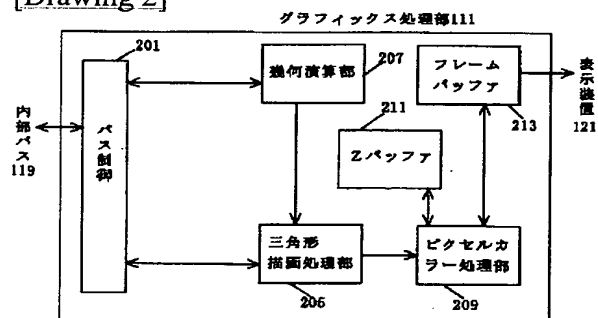 [Drawing 2]
グラフィックス処理部111
201
幾何演算部
207
フレーム
バッファ
213
表示装置
121
内部バス
119
バス制御
211
Zバッファ
三角形
描画処理部
205
ピクセルカ
ラー処理部
209